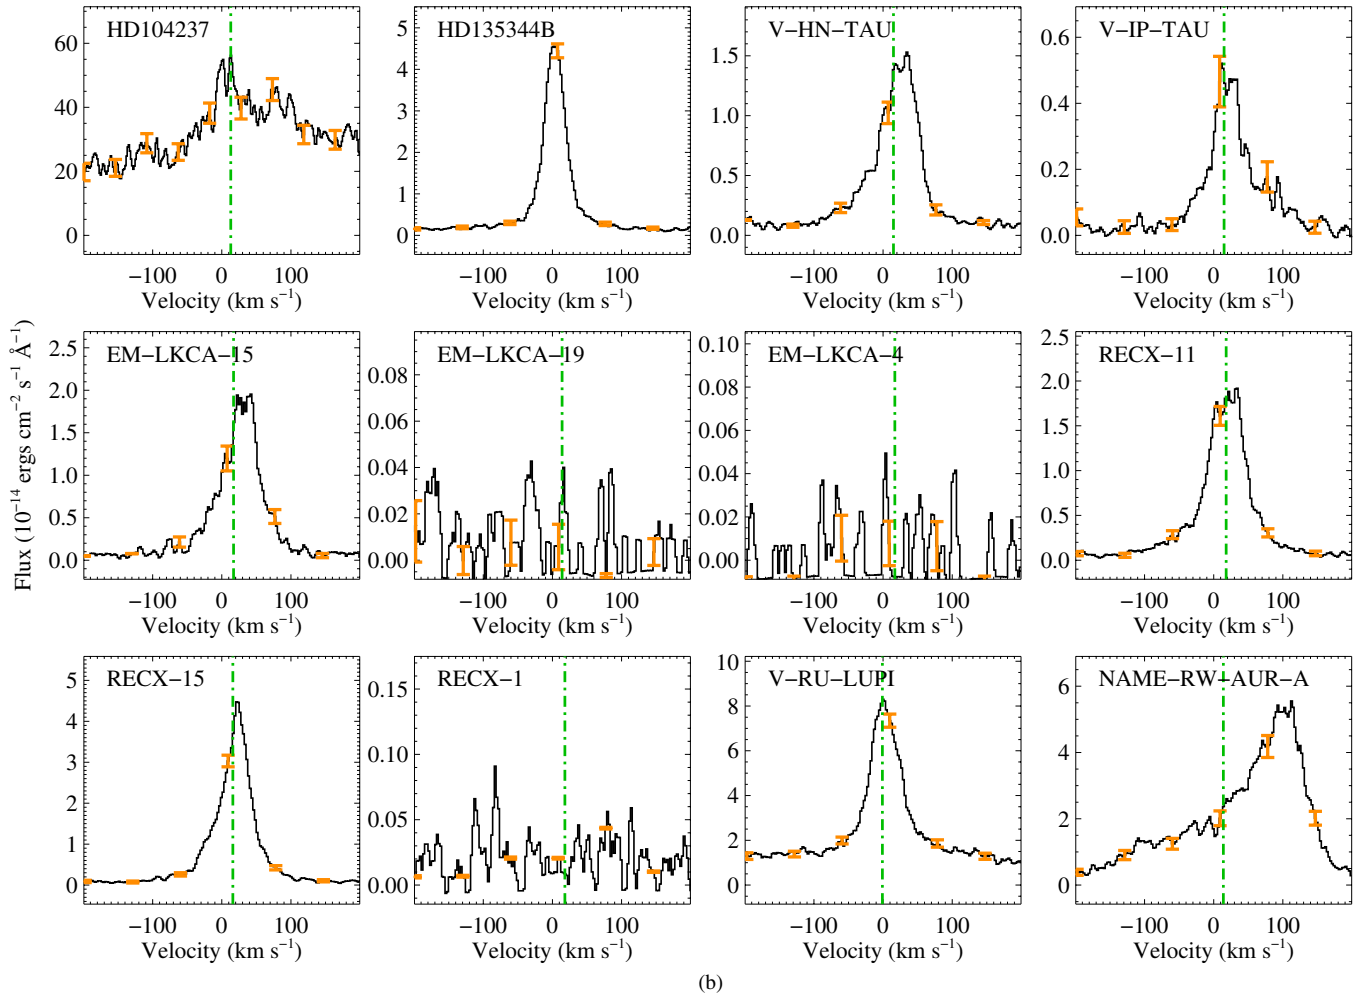 HD104237
60
40
20
0
−100 0 100
Velocity (km s⁻¹)
HD135344B
5
4
3
2
1
0
−100 0 100
Velocity (km s⁻¹)
V−HN−TAU
1.5
1.0
0.5
0.0
−100 0 100
Velocity (km s⁻¹)
V−IP−TAU
0.6
0.4
0.2
0.0
−100 0 100
Velocity (km s⁻¹)
Flux (10⁻¹⁴ ergs cm⁻² s⁻¹ Å⁻¹)
EM−LKCA−15
2.5
2.0
1.5
1.0
0.5
0.0
−100 0 100
Velocity (km s⁻¹)
EM−LKCA−19
0.08
0.06
0.04
0.02
0.00
−100 0 100
Velocity (km s⁻¹)
EM−LKCA−4
0.10
0.08
0.06
0.04
0.02
0.00
−100 0 100
Velocity (km s⁻¹)
RECX−11
2.5
2.0
1.5
1.0
0.5
0.0
−100 0 100
Velocity (km s⁻¹)
RECX−15
5
4
3
2
1
0
−100 0 100
Velocity (km s⁻¹)
RECX−1
0.15
0.10
0.05
0.00
−100 0 100
Velocity (km s⁻¹)
V−RU−LUPI
10
8
6
4
2
0
−100 0 100
Velocity (km s⁻¹)
NAME−RW−AUR−A
6
4
2
0
−100 0 100
Velocity (km s⁻¹)
(b)